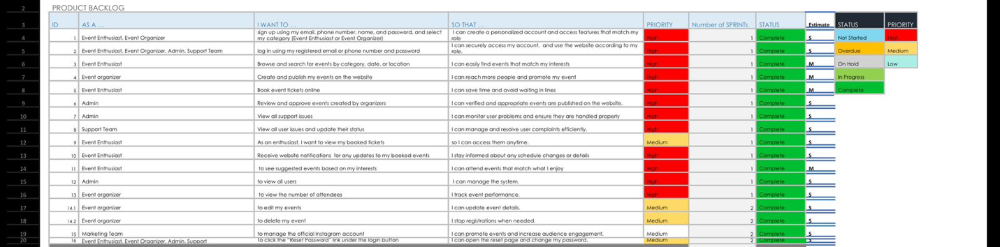 2 PRODUCT BACKLOG
3 ID AS A ... I WANT TO ... SO THAT ... PRIORITY Number of SPRINTs STATUS Estimate STATUS PRIORITY
4 1 Event Enthusiast, Event Organizer sign up using my email, phone number, name, and password, and select my category (Event Enthusiast or Event Organizer) I can create a personalized account and access features that match my role High 1 Complete S Not Started High
5 2 Event Enthusiast, Event Organizer, Admin, Support Team log in using my registered email or phone number and password I can securely access my account, and use the website according to my role. High 1 Complete S Overdue Medium
6 3 Event Enthusiast Browse and search for events by category, date, or location I can easily find events that match my interests High 1 Complete M On Hold Low
7 4 Event organizer Create and publish my events on the website I can reach more people and promote my event High 1 Complete M In Progress
8 5 Event Enthusiast Book event tickets online I can save time and avoid waiting in lines High 1 Complete M Complete
9 6 Admin Review and approve events created by organizers I can verified and appropriate events are published on the website. High 1 Complete S
10 7 Admin View all support issues I can monitor user problems and ensure they are handled properly High 1 Complete S
11 8 Support Team View all user issues and update their status I can manage and resolve user complaints efficiently. High 1 Complete S
12 9 Event Enthusiast As an enthusiast, I want to view my booked tickets so I can access them anytime. Medium 1 Complete S
13 10 Event Enthusiast Receive website notifications for any updates to my booked events I stay informed about any schedule changes or details High 1 Complete S
14 11 Event Enthusiast to see suggested events based on my interests I can attend events that match what I enjoy High 1 Complete M
15 12 Admin to view all users I can manage the system. High 1 Complete S
16 13 Event organizer to view the number of attendees I track event performance. High 1 Complete S
17 14.1 Event organizer to edit my events I can update event details. Medium 2 Complete S
18 14.2 Event organizer to delete my event I stop registrations when needed. Medium 2 Complete S
19 15 Marketing Team to manage the official Instagram account I can promote events and increase audience engagement. Medium 2 Complete S
20 16 Event Enthusiast, Event Organizer, Admin, Support to click the "Reset Password" link under the login button I can open the reset page and change my password. Medium 2 Complete S